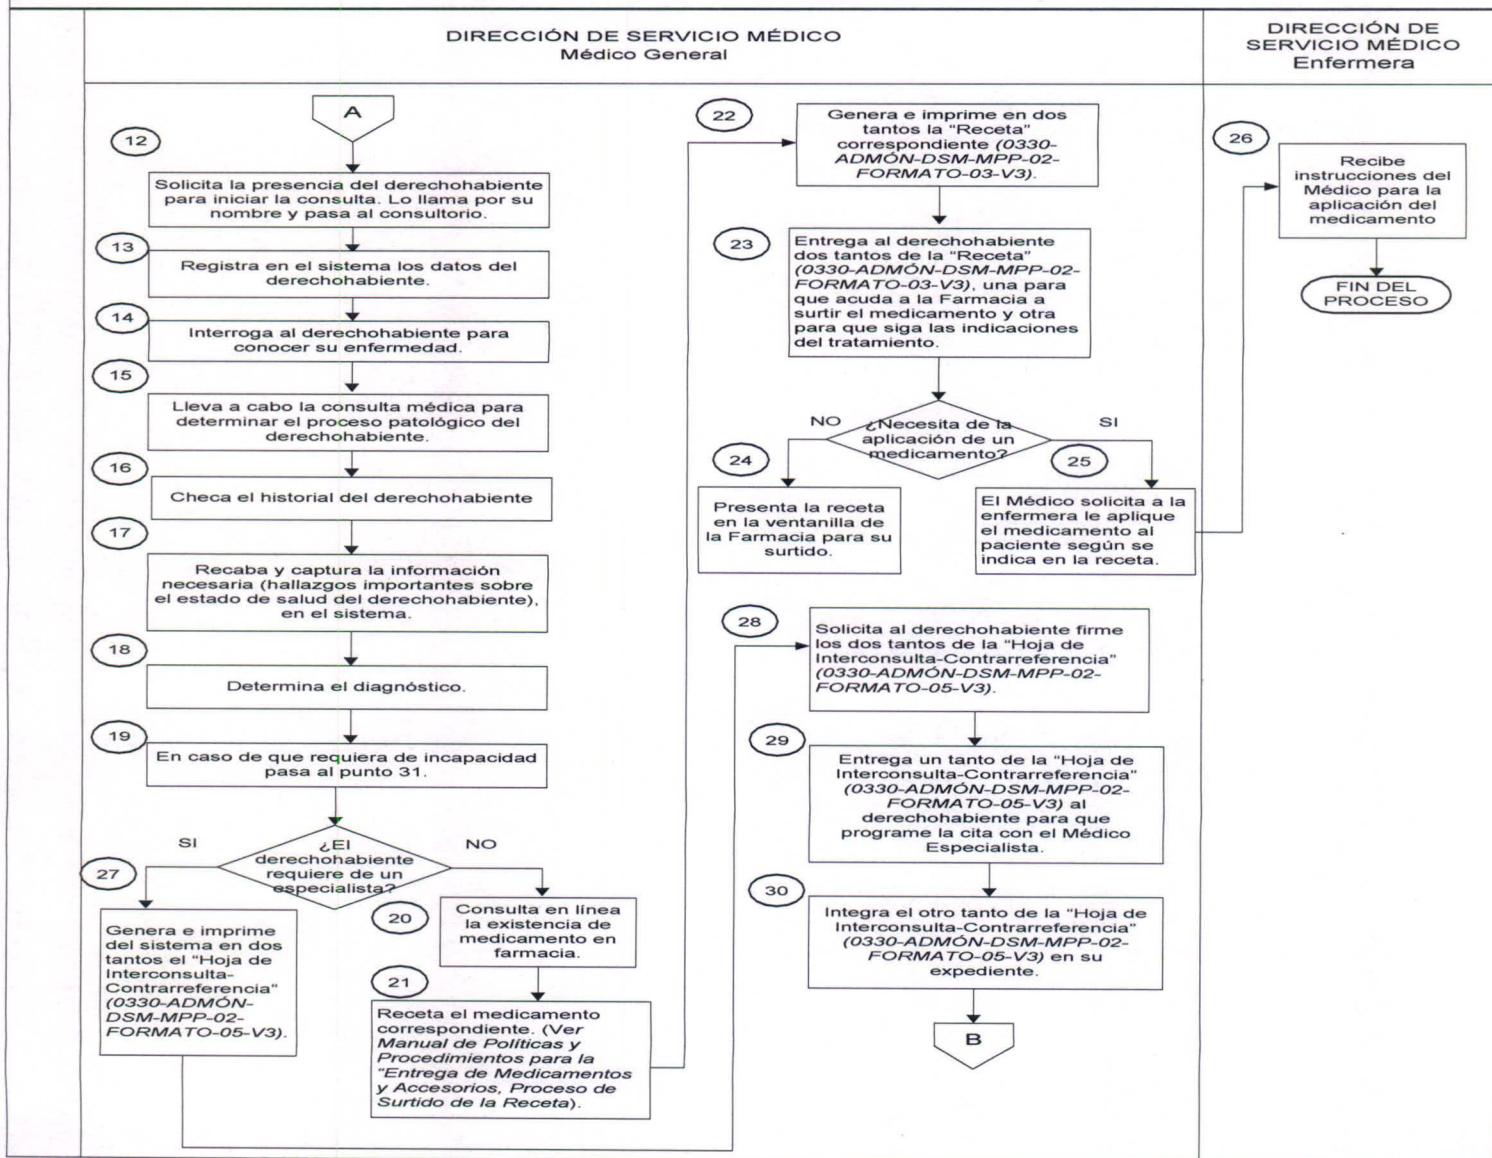 DIRECCIÓN DE SERVICIO MÉDICO
Médico General
DIRECCIÓN DE
SERVICIO MÉDICO
Enfermera
A
12
Solicita la presencia del derechohabiente
para iniciar la consulta. Lo llama por su
nombre y pasa al consultorio.
13
Registra en el sistema los datos del
derechohabiente.
14
Interroga al derechohabiente para
conocer su enfermedad.
15
Lleva a cabo la consulta médica para
determinar el proceso patológico del
derechohabiente.
16
Checa el historial del derechohabiente
17
Recaba y captura la información
necesaria (hallazgos importantes sobre
el estado de salud del derechohabiente),
en el sistema.
18
Determina el diagnóstico.
19
En caso de que requiera de incapacidad
pasa al punto 31.
SI
¿El
derechohabiente
requiere de un
especialista?
NO
27
Genera e imprime
del sistema en dos
tantos el “Hoja de
Interconsulta-
Contrarreferencia”
(0330-ADMÓN-
DSM-MPP-02-
FORMATO-05-V3).
20
Consulta en línea
la existencia de
medicamento en
farmacia.
21
Receta el medicamento
correspondiente. (Ver
Manual de Políticas y
Procedimientos para la
“Entrega de Medicamentos
y Accesorios, Proceso de
Surtido de la Receta).
22
Genera e imprime en dos
tantos la “Receta”
correspondiente (0330-
ADMÓN-DSM-MPP-02-
FORMATO-03-V3).
23
Entrega al derechohabiente
dos tantos de la “Receta”
(0330-ADMÓN-DSM-MPP-02-
FORMATO-03-V3), una para
que acuda a la Farmacia a
surtir el medicamento y otra
para que siga las indicaciones
del tratamiento.
NO
¿Necesita de la
aplicación de un
medicamento?
SI
24
Presenta la receta
en la ventanilla de
la Farmacia para su
surtido.
25
El Médico solicita a la
enfermera le aplique
el medicamento al
paciente según se
indica en la receta.
28
Solicita al derechohabiente firme
los dos tantos de la “Hoja de
Interconsulta-Contrarreferencia”
(0330-ADMÓN-DSM-MPP-02-
FORMATO-05-V3).
29
Entrega un tanto de la “Hoja de
Interconsulta-Contrarreferencia”
(0330-ADMÓN-DSM-MPP-02-
FORMATO-05-V3) al
derechohabiente para que
programe la cita con el Médico
Especialista.
30
Integra el otro tanto de la “Hoja de
Interconsulta-Contrarreferencia”
(0330-ADMÓN-DSM-MPP-02-
FORMATO-05-V3) en su
expediente.
B
26
Recibe
instrucciones del
Médico para la
aplicación del
medicamento
FIN DEL
PROCESO